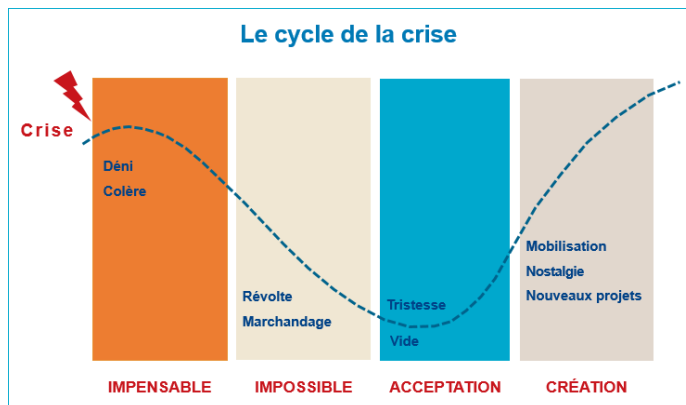 Le cycle de la crise
Crise
Déni
Colère
Révolte
Marchandage
Tristesse
Vide
Mobilisation
Nostalgie
Nouveaux projets
IMPENSABLE
IMPOSSIBLE
ACCEPTATION
CRÉATION